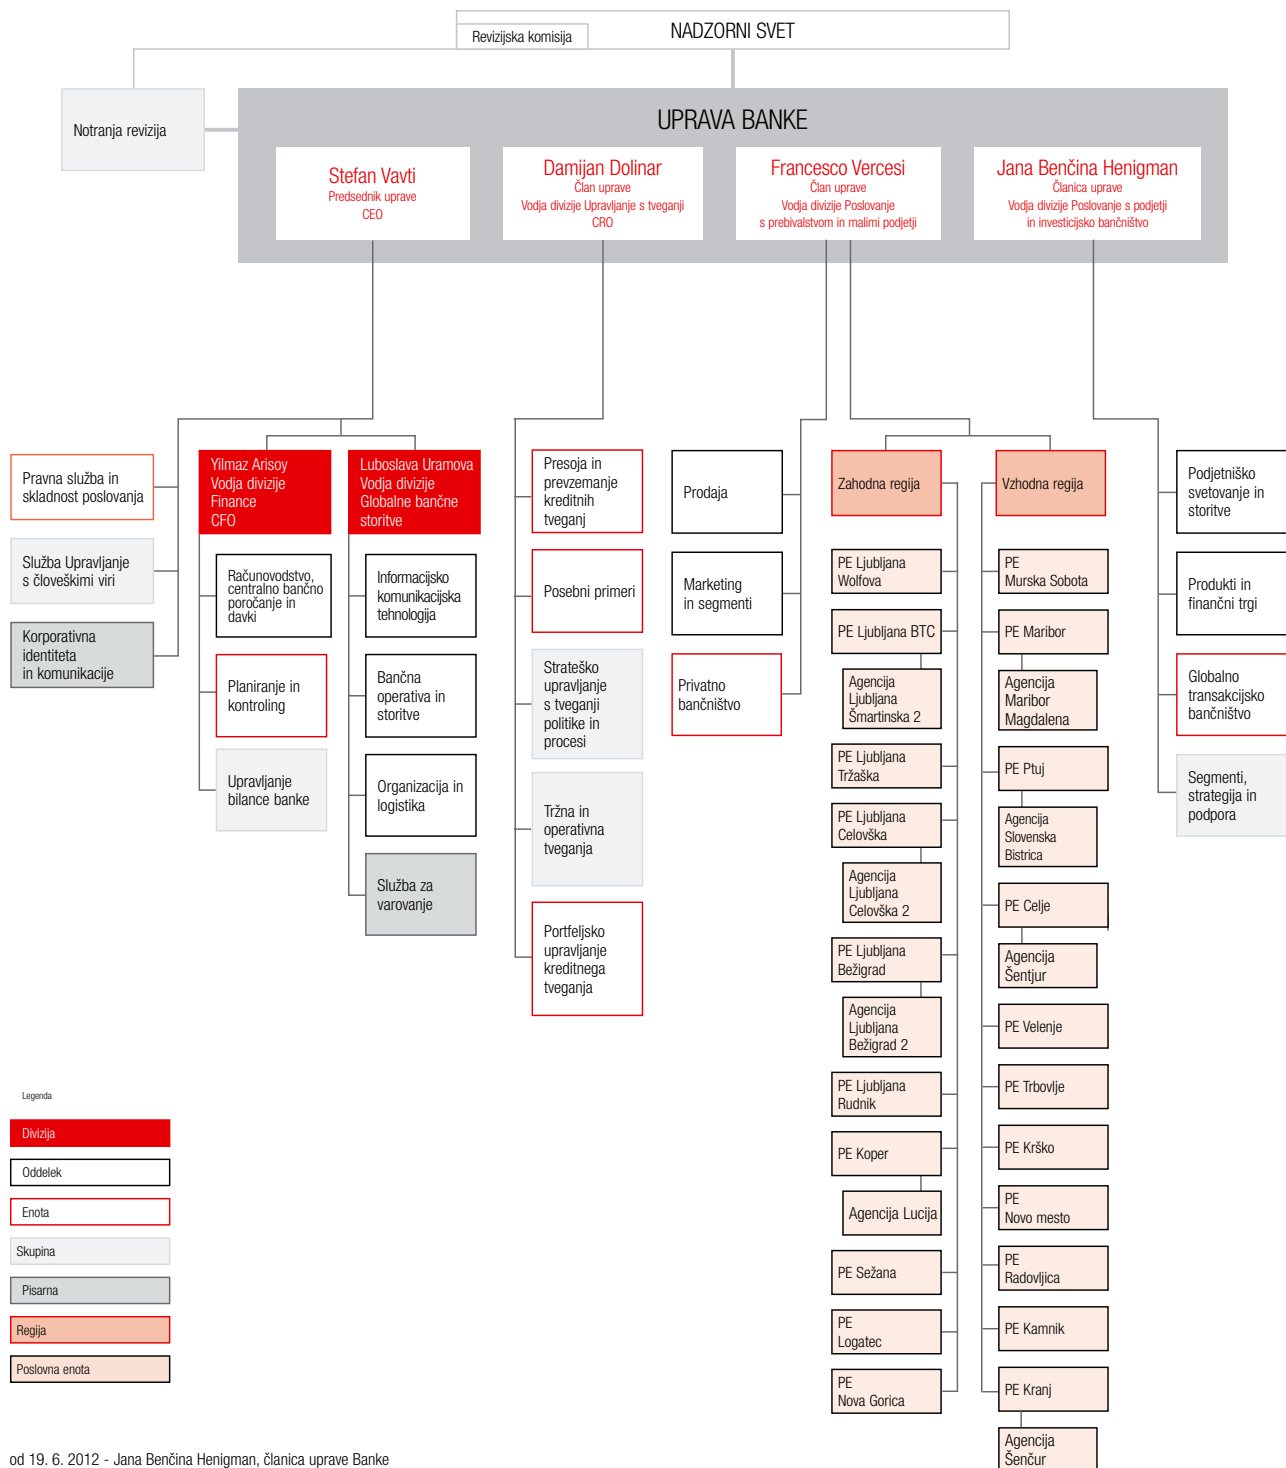 NADZORNI SVET
Revizijska komisija
Notranja revizija
UPRAVA BANKE
Stefan Vavti
Predsednik uprave
CEO
Damijan Dolinar
Član uprave
Vodja divizije Upravljanje s tveganji
CRO
Francesco Vercesi
Član uprave
Vodja divizije Poslovanje
s prebivalstvom in malimi podjetji
Jana Benčina Henigman
Članica uprave
Vodja divizije Poslovanje s podjetji
in investicijsko bančništvo
Pravna služba in
skladnost poslovanja
Služba Upravljanje
s človeškimi viri
Korporativna
identiteta
in komunikacije
Yilmaz Arisoy
Vodja divizije
Finance
CFO
Računovodstvo,
centralno bančno
poročanje in
davki
Planiranje in
kontroling
Upravljanje
bilance banke
Luboslava Uramova
Vodja divizije
Globalne bančne
storitve
Informacijsko
komunikacijska
tehnologija
Bančna
operativa in
storitve
Organizacija in
logistika
Služba za
varovanje
Presoja in
prevzemanje
kreditnih
tveganj
Posebni primeri
Strateško
upravljanje
s tveganji
politike in
procesi
Tržna in
operativna
tveganja
Portfeljsko
upravljanje
kreditnega
tveganja
Prodaja
Marketing
in segmenti
Privatno
bančništvo
Zahodna regija
PE Ljubljana
Wolfova
PE Ljubljana BTC
Agencija
Ljubljana
Šmartinska 2
PE Ljubljana
Tržaška
PE Ljubljana
Celovška
Agencija
Ljubljana
Celovška 2
PE Ljubljana
Bežigrad
Agencija
Ljubljana
Bežigrad 2
PE Ljubljana
Rudnik
PE Koper
Agencija Lucija
PE Sežana
PE
Logatec
PE
Nova Gorica
Vzhodna regija
PE
Murska Sobota
PE Maribor
Agencija
Maribor
Magdalena
PE Ptuj
Agencija
Slovenska
Bistrica
PE Celje
Agencija
Šentjur
PE Velenje
PE Trbovlje
PE Krško
PE
Novo mesto
PE
Radovljica
PE Kamnik
PE Kranj
Agencija
Šenčur
Podjetniško
svetovanje in
storitve
Produkti in
finančni trgi
Globalno
transakcijsko
bančništvo
Segmenti,
strategija in
podpora
Legenda
Divizija
Oddelek
Enota
Skupina
Pisarna
Regija
Poslovna enota
od 19. 6. 2012 - Jana Benčina Henigman, članica uprave Banke